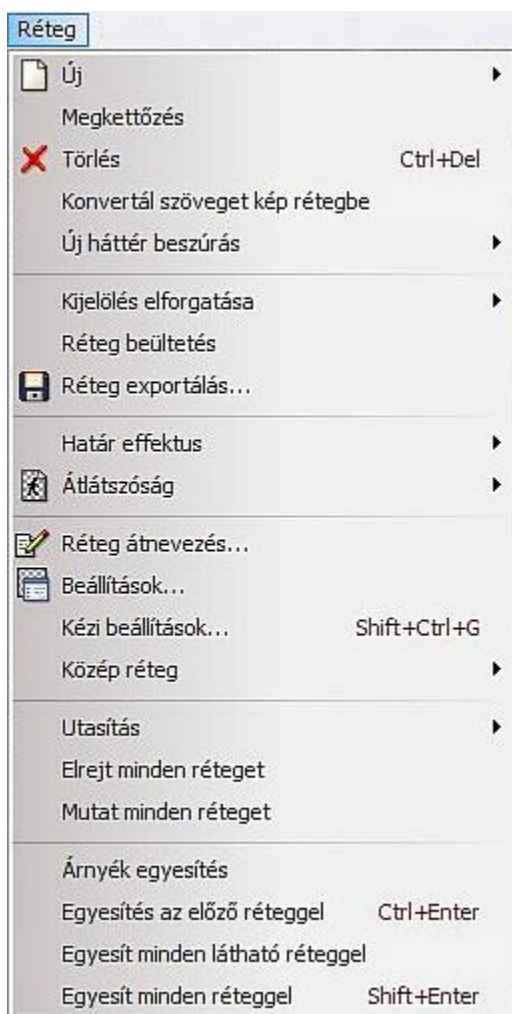 Réteg
Új
Megkettőzés
Törlés Ctrl+Del
Konvertál szöveget kép rétegbe
Új háttér beszúrás
Kijelölés elforgatása
Réteg beültetés
Réteg exportálás...
Határ effektus
Átlátszóság
Réteg átnevezés...
Beállítások...
Kézi beállítások... Shift+Ctrl+G
Közép réteg
Utasítás
Elrejt minden réteget
Mutat minden réteget
Árnyék egyesítés
Egyesítés az előző réteggel Ctrl+Enter
Egyesít minden látható réteggel
Egyesít minden réteggel Shift+Enter